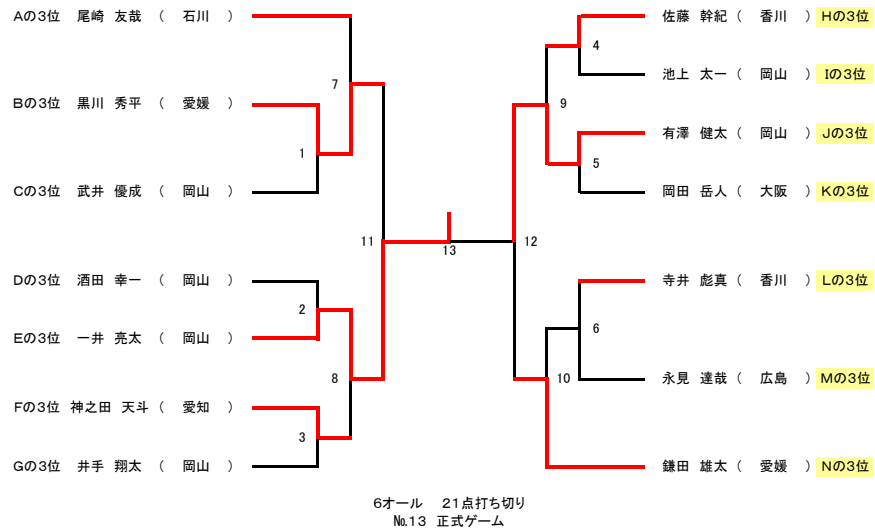 Aの3位 尾崎 友哉 ( 石川 )
Bの3位 黒川 秀平 ( 愛媛 )
Cの3位 武井 優成 ( 岡山 )
Dの3位 酒田 幸一 ( 岡山 )
Eの3位 一井 亮太 ( 岡山 )
Fの3位 神之田 天斗 ( 愛知 )
Gの3位 井手 翔太 ( 岡山 )
7
1
11
2
8
3
13
佐藤 幹紀 ( 香川 ) Hの3位
池上 太一 ( 岡山 ) Iの3位
有澤 健太 ( 岡山 ) Jの3位
岡田 岳人 ( 大阪 ) Kの3位
寺井 彪真 ( 香川 ) Lの3位
永見 達哉 ( 広島 ) Mの3位
鎌田 雄太 ( 愛媛 ) Nの3位
4
9
5
12
6
10
6オール 21点打ち切り
№13 正式ゲーム